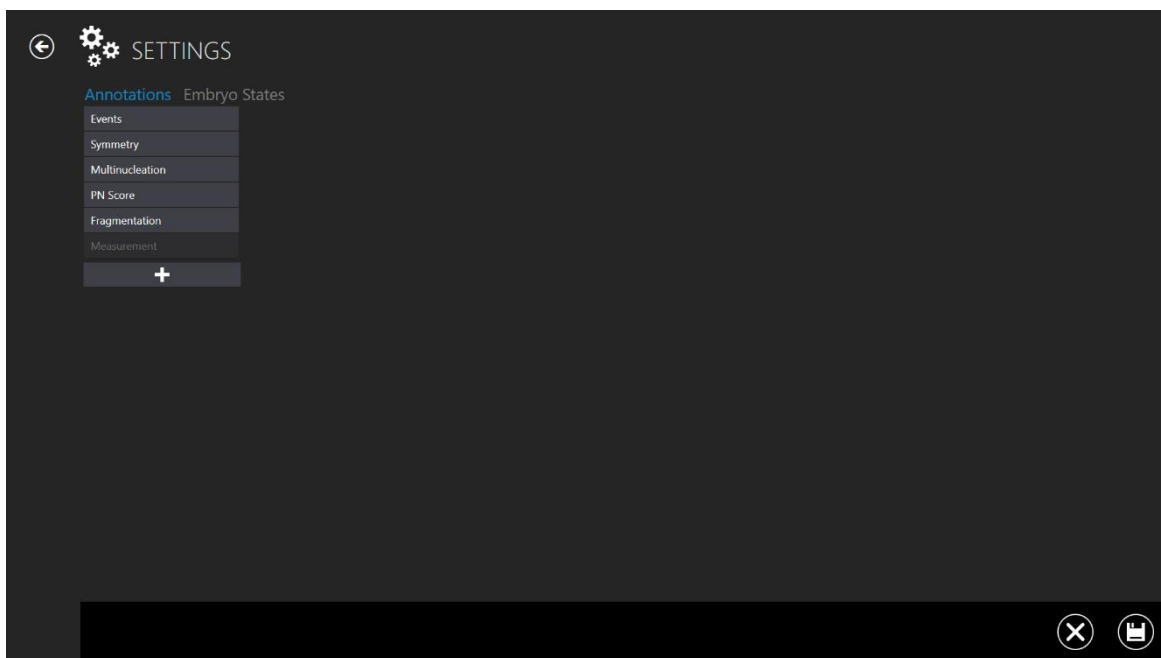 SETTINGS
Annotations Embryo States
Events
Symmetry
Multinucleation
PN Score
Fragmentation
Measurement